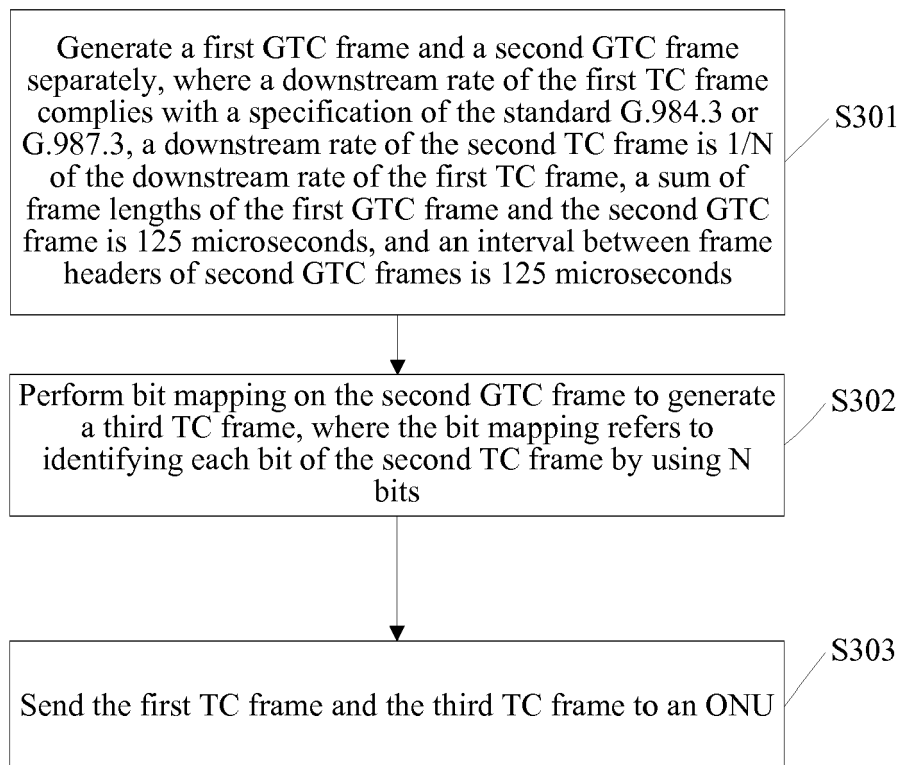 Generate a first GTC frame and a second GTC frame
separately, where a downstream rate of the first TC frame
complies with a specification of the standard G.984.3 or
G.987.3, a downstream rate of the second TC frame is 1/N
of the downstream rate of the first TC frame, a sum of
frame lengths of the first GTC frame and the second GTC
frame is 125 microseconds, and an interval between frame
headers of second GTC frames is 125 microseconds
S301
Perform bit mapping on the second GTC frame to generate
a third TC frame, where the bit mapping refers to
identifying each bit of the second TC frame by using N
bits
S302
Send the first TC frame and the third TC frame to an ONU
S303